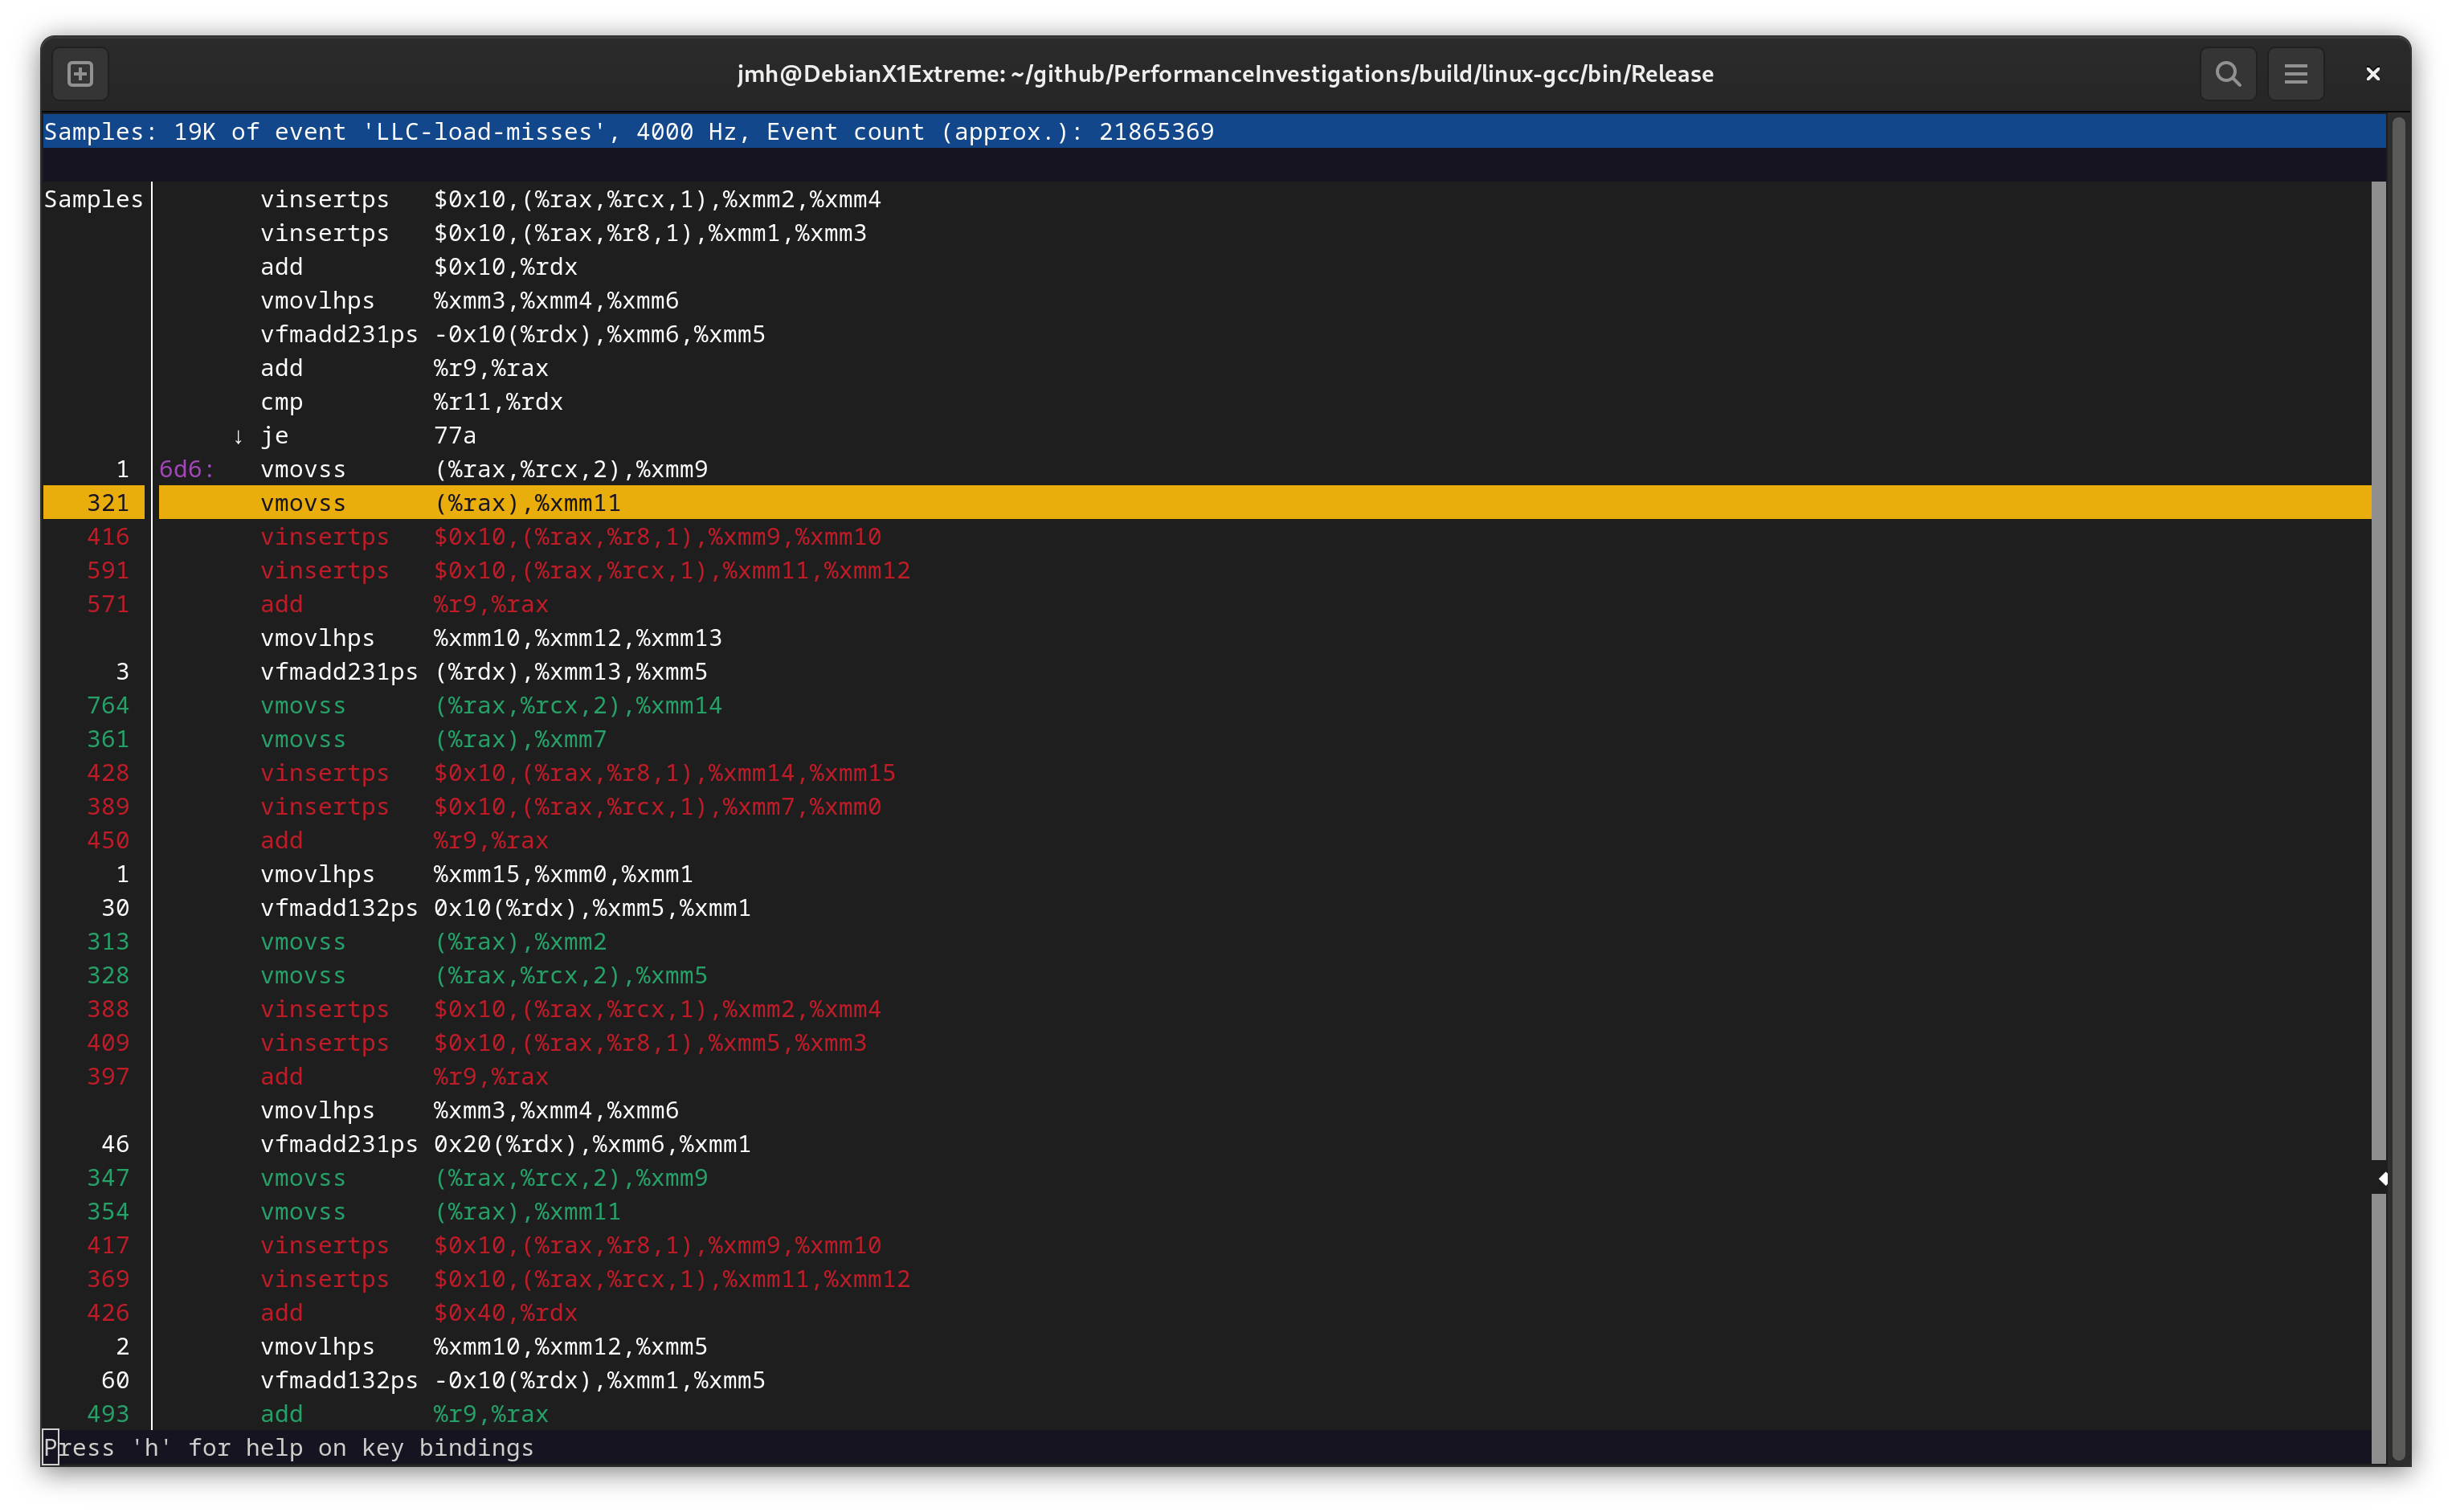 jmh@DebianX1Extreme: ~/github/PerformanceInvestigations/build/linux-gcc/bin/Release
Samples: 19K of event 'LLC-load-misses', 4000 Hz, Event count (approx.): 21865369
Samples vinsertps $0x10,(%rax,%rcx,1),%xmm2,%xmm4
vinsertps $0x10,(%rax,%r8,1),%xmm1,%xmm3
add $0x10,%rdx
vmovlhps %xmm3,%xmm4,%xmm6
vfmadd231ps -0x10(%rdx),%xmm6,%xmm5
add %r9,%rax
cmp %r11,%rdx
↓ je 77a
1 6d6: vmovss (%rax,%rcx,2),%xmm9
321 vmovss (%rax),%xmm11
416 vinsertps $0x10,(%rax,%r8,1),%xmm9,%xmm10
591 vinsertps $0x10,(%rax,%rcx,1),%xmm11,%xmm12
571 add %r9,%rax
vmovlhps %xmm10,%xmm12,%xmm13
3 vfmadd231ps (%rdx),%xmm13,%xmm5
764 vmovss (%rax,%rcx,2),%xmm14
361 vmovss (%rax),%xmm7
428 vinsertps $0x10,(%rax,%r8,1),%xmm14,%xmm15
389 vinsertps $0x10,(%rax,%rcx,1),%xmm7,%xmm0
450 add %r9,%rax
1 vmovlhps %xmm15,%xmm0,%xmm1
30 vfmadd132ps 0x10(%rdx),%xmm5,%xmm1
313 vmovss (%rax),%xmm2
328 vmovss (%rax,%rcx,2),%xmm5
388 vinsertps $0x10,(%rax,%rcx,1),%xmm2,%xmm4
409 vinsertps $0x10,(%rax,%r8,1),%xmm5,%xmm3
397 add %r9,%rax
vmovlhps %xmm3,%xmm4,%xmm6
46 vfmadd231ps 0x20(%rdx),%xmm6,%xmm1
347 vmovss (%rax,%rcx,2),%xmm9
354 vmovss (%rax),%xmm11
417 vinsertps $0x10,(%rax,%r8,1),%xmm9,%xmm10
369 vinsertps $0x10,(%rax,%rcx,1),%xmm11,%xmm12
426 add $0x40,%rdx
2 vmovlhps %xmm10,%xmm12,%xmm5
60 vfmadd132ps -0x10(%rdx),%xmm1,%xmm5
493 add %r9,%rax
Press 'h' for help on key bindings